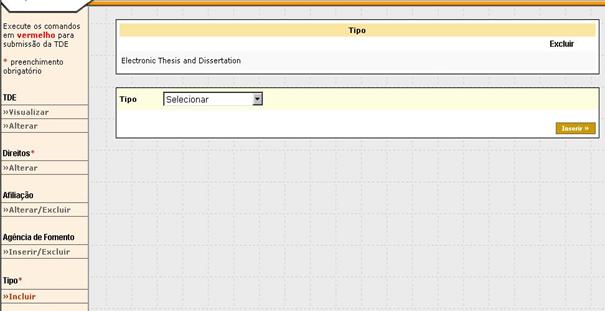 Execute os comandos
em vermelho para
submissão da TDE
* preenchimento
obrigatório
TDE
»Visualizar
»Alterar
Direitos*
»Alterar
Afiliação
»Alterar/Excluir
Agência de Fomento
»Inserir/Excluir
Tipo*
»Incluir
Tipo
Excluir
Electronic Thesis and Dissertation
Tipo Selecionar
Inserir »